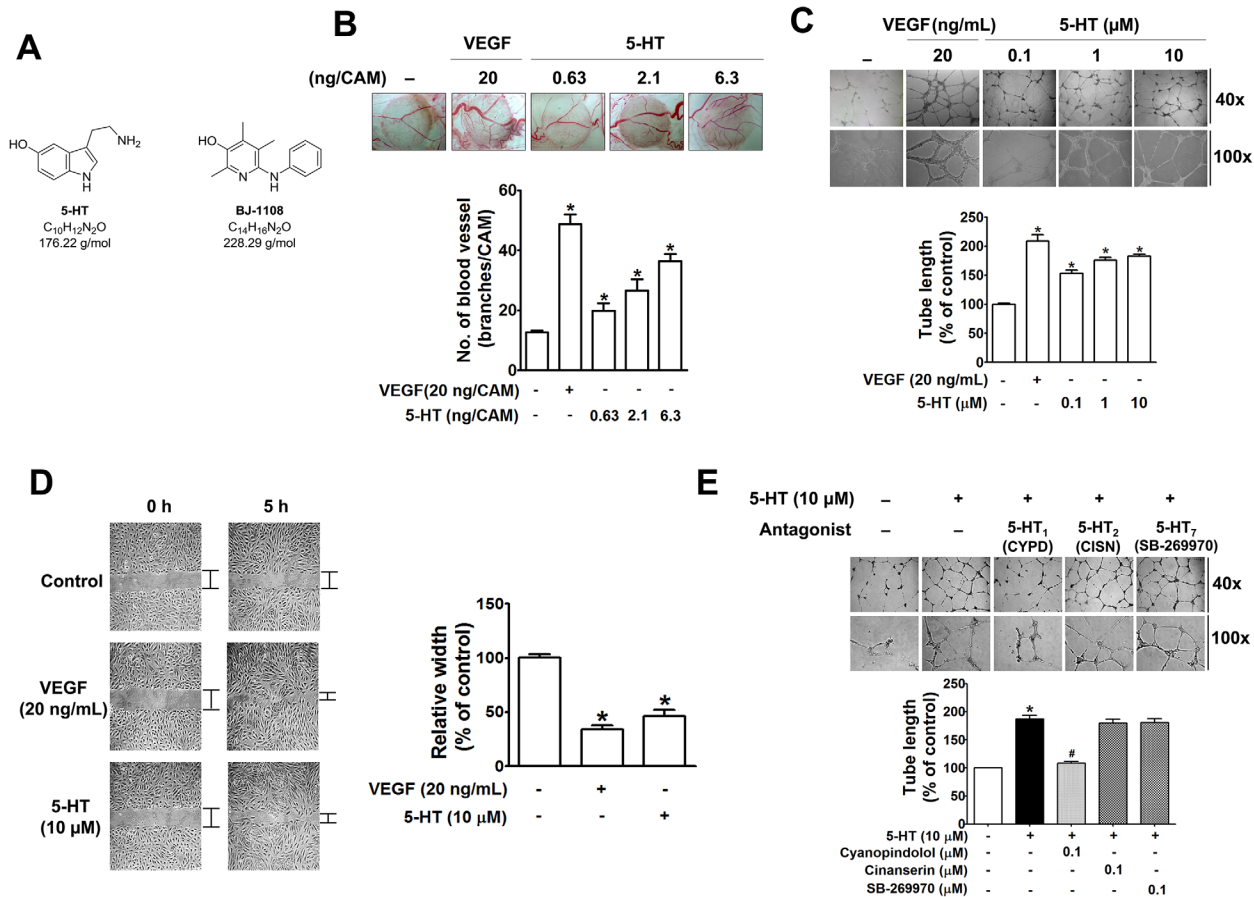 A
HO
NH₂
N
H
5-HT
C₁₀H₁₂N₂O
176.22 g/mol
HO
N
N
H
BJ-1108
C₁₄H₁₆N₂O
228.29 g/mol
B
VEGF 5-HT
(ng/CAM) – 20 0.63 2.1 6.3
No. of blood vessel
(branches/CAM)
60
40
20
0
* * * *
VEGF(20 ng/CAM) - + - - -
5-HT (ng/CAM) - - 0.63 2.1 6.3
C
VEGF(ng/mL) 5-HT (µM)
– 20 0.1 1 10
40x
100x
Tube length
(% of control)
250
200
150
100
50
0
* * * *
VEGF (20 ng/mL) - + - - -
5-HT (µM) - - 0.1 1 10
D
0 h 5 h
Control
VEGF
(20 ng/mL)
5-HT
(10 µM)
Relative width
(% of control)
150
100
50
0
* *
VEGF (20 ng/mL) - + -
5-HT (10 µM) - - +
E
5-HT (10 µM) – + + + +
Antagonist – – 5-HT₁ 5-HT₂ 5-HT₇
(CYPD) (CISN) (SB-269970)
40x
100x
Tube length
(% of control)
200
150
100
50
0
* #
5-HT (10 µM) - + + + +
Cyanopindolol (µM) - - 0.1 - -
Cinanserin (µM) - - - 0.1 -
SB-269970 (µM) - - - - 0.1